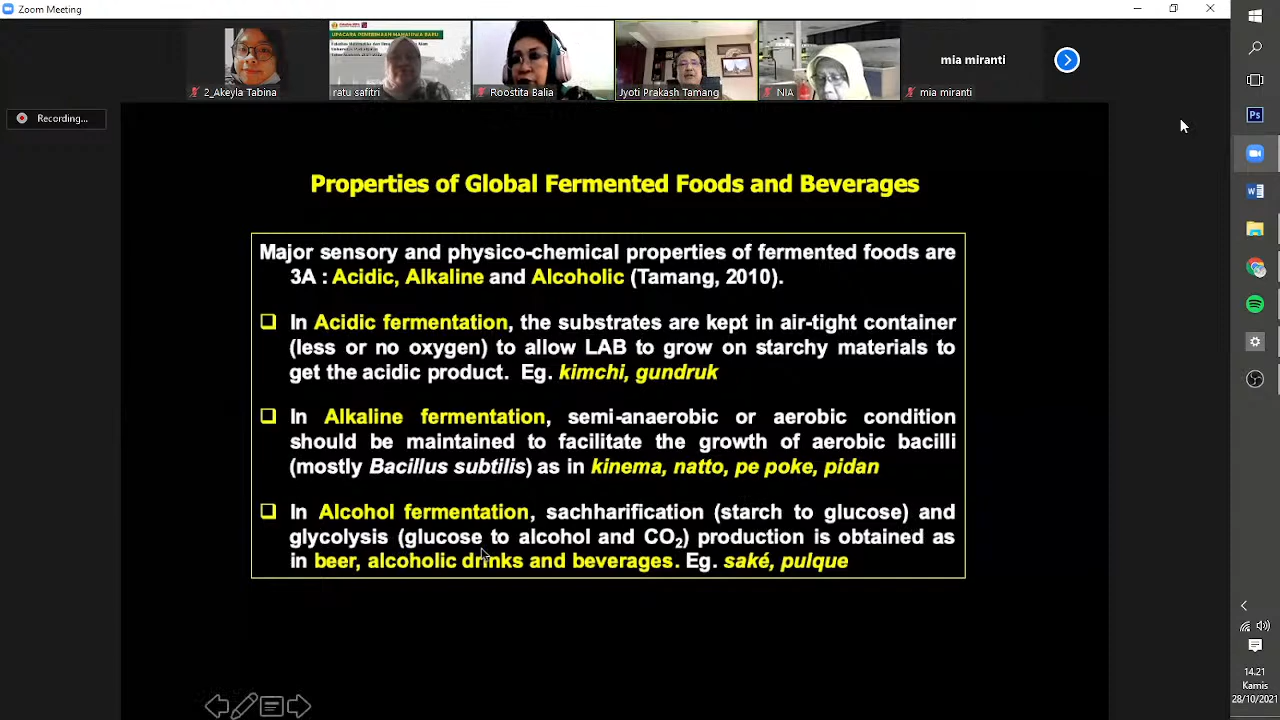 Zoom Meeting
UPACARA PENERIMAAN MAHASISWA BARU
2_Akeyla Tabina
ratu safitri
Roostita Balia
Jyoti Prakash Tamang
NIA
mia miranti
mia miranti
Recording...
Properties of Global Fermented Foods and Beverages
Major sensory and physico-chemical properties of fermented foods are
3A : Acidic, Alkaline and Alcoholic (Tamang, 2010).
In Acidic fermentation, the substrates are kept in air-tight container
(less or no oxygen) to allow LAB to grow on starchy materials to
get the acidic product. Eg. kimchi, gundruk
In Alkaline fermentation, semi-anaerobic or aerobic condition
should be maintained to facilitate the growth of aerobic bacilli
(mostly Bacillus subtilis) as in kinema, natto, pe poke, pidan
In Alcohol fermentation, sachharification (starch to glucose) and
glycolysis (glucose to alcohol and CO2) production is obtained as
in beer, alcoholic drinks and beverages. Eg. saké, pulque
Ps
14.21
Kamis
28/10/2021